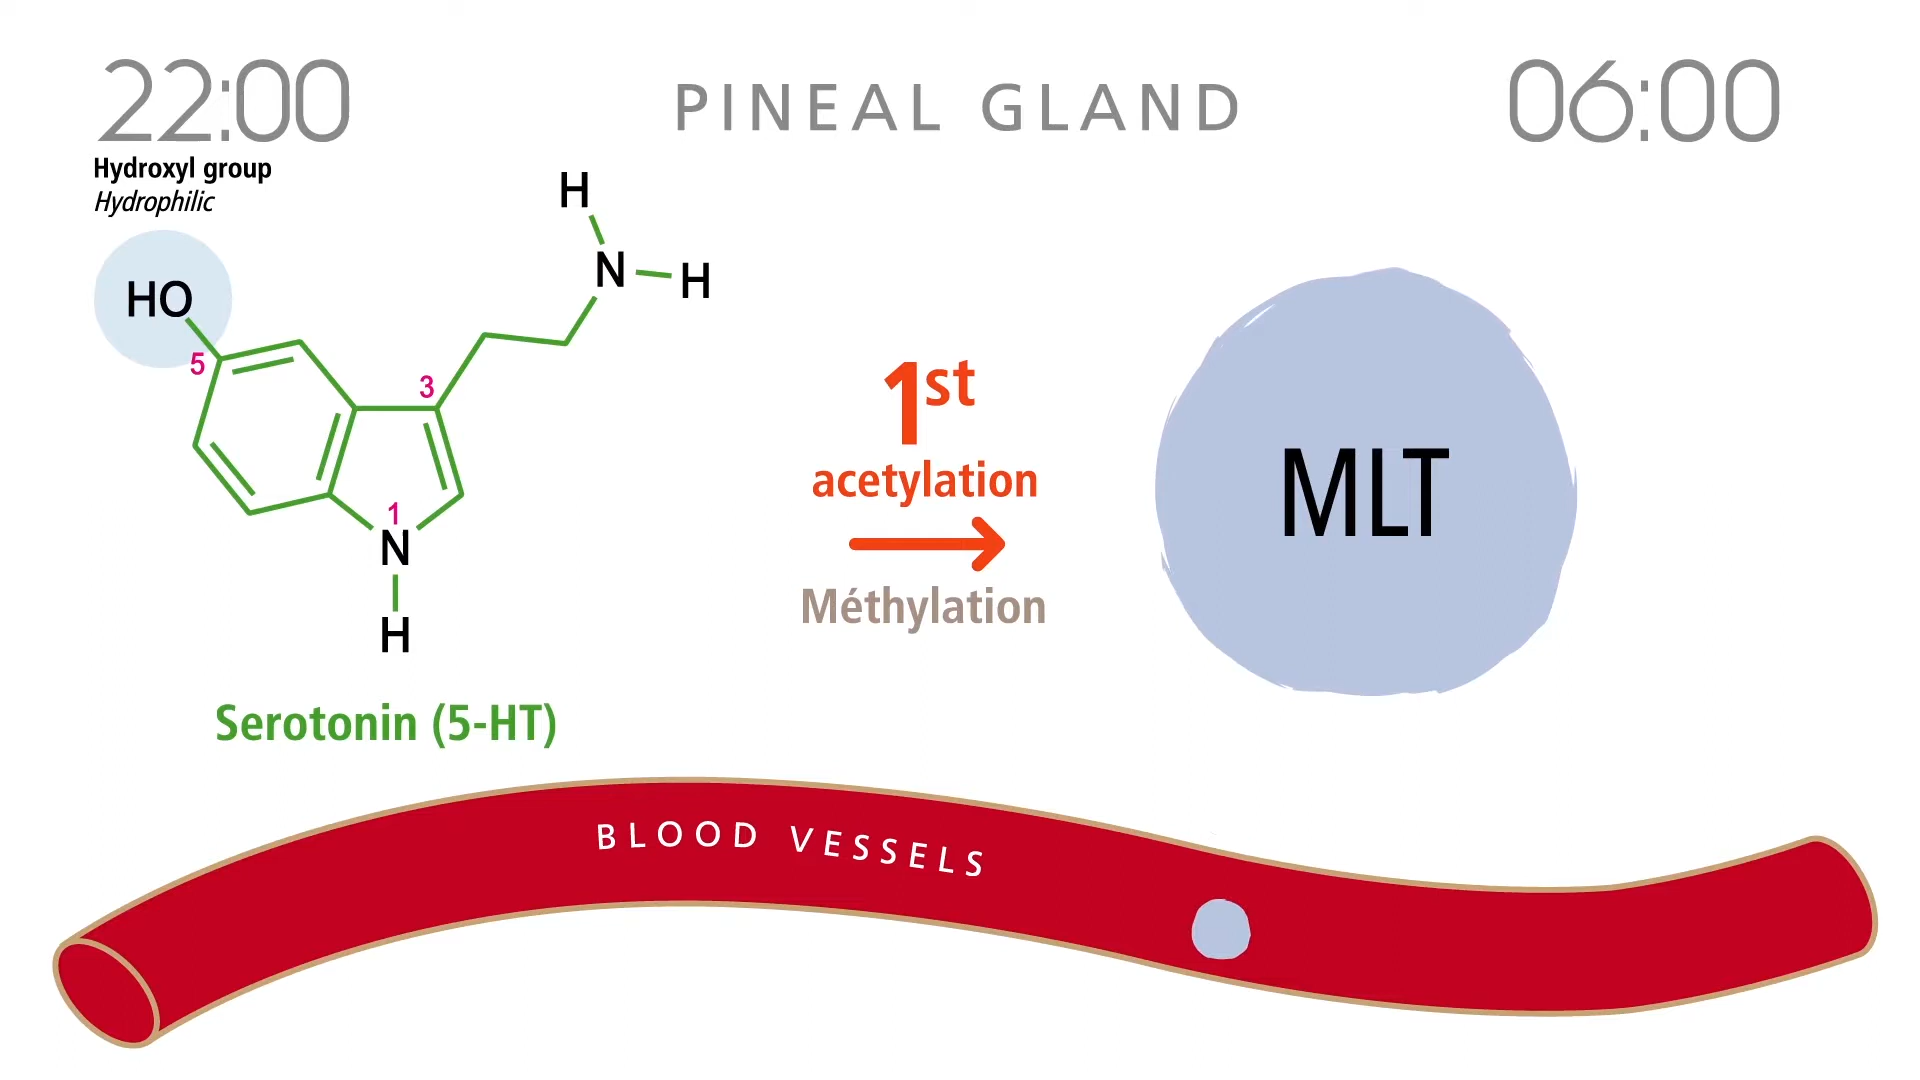 22:00
PINEAL GLAND
06:00
Hydroxyl group
Hydrophilic
H
N
H
HO
5
3
1
N
H
Serotonin (5-HT)
1st
acetylation
Méthylation
MLT
BLOOD VESSELS